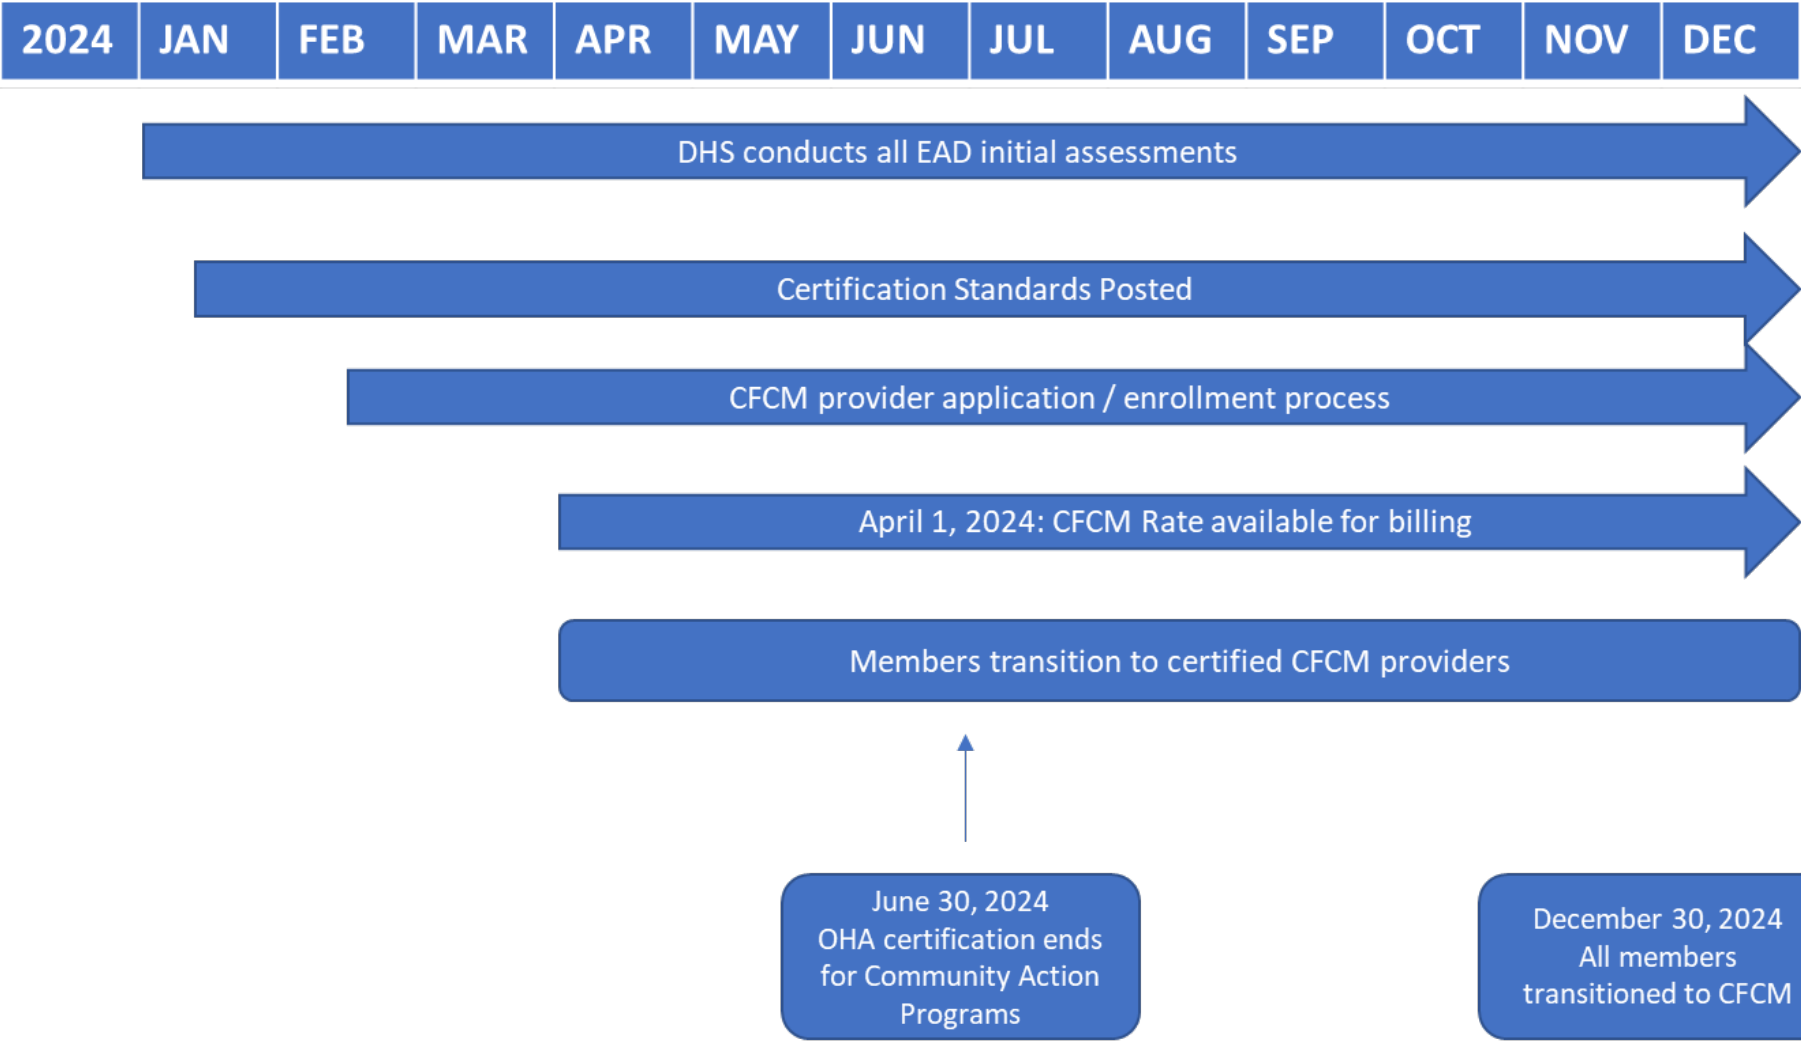 2024 JAN FEB MAR APR MAY JUN JUL AUG SEP OCT NOV DEC
DHS conducts all EAD initial assessments
Certification Standards Posted
CFCM provider application / enrollment process
April 1, 2024: CFCM Rate available for billing
Members transition to certified CFCM providers
June 30, 2024
OHA certification ends
for Community Action
Programs
December 30, 2024
All members
transitioned to CFCM